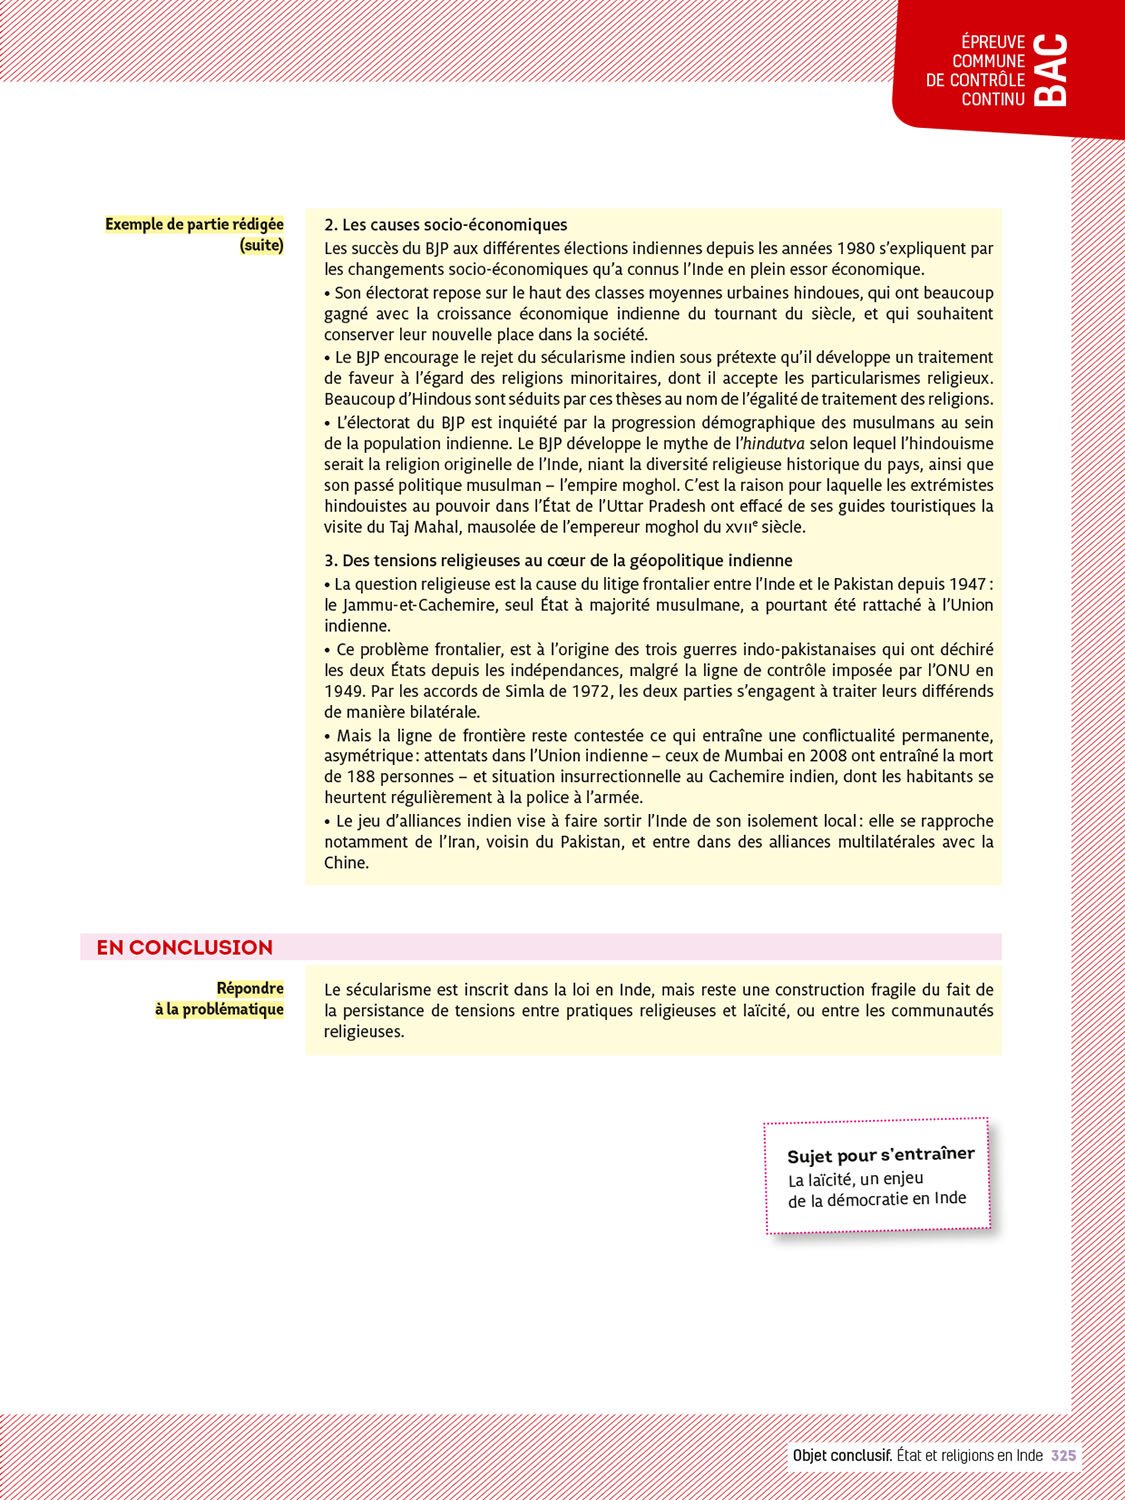 ÉPREUVE
COMMUNE
DE CONTRÔLE
CONTINU
BAC
Exemple de partie rédigée
(suite)
2. Les causes socio-économiques
Les succès du BJP aux différentes élections indiennes depuis les années 1980 s’expliquent par
les changements socio-économiques qu’a connus l’Inde en plein essor économique.
• Son électorat repose sur le haut des classes moyennes urbaines hindoues, qui ont beaucoup
gagné avec la croissance économique indienne du tournant du siècle, et qui souhaitent
conserver leur nouvelle place dans la société.
• Le BJP encourage le rejet du sécularisme indien sous prétexte qu’il développe un traitement
de faveur à l’égard des religions minoritaires, dont il accepte les particularismes religieux.
Beaucoup d’Hindous sont séduits par ces thèses au nom de l’égalité de traitement des religions.
• L’électorat du BJP est inquiété par la progression démographique des musulmans au sein
de la population indienne. Le BJP développe le mythe de l’hindutva selon lequel l’hindouisme
serait la religion originelle de l’Inde, niant la diversité religieuse historique du pays, ainsi que
son passé politique musulman – l’empire moghol. C’est la raison pour laquelle les extrémistes
hindouistes au pouvoir dans l’État de l’Uttar Pradesh ont effacé de ses guides touristiques la
visite du Taj Mahal, mausolée de l’empereur moghol du XVIIe siècle.
3. Des tensions religieuses au cœur de la géopolitique indienne
• La question religieuse est la cause du litige frontalier entre l’Inde et le Pakistan depuis 1947 :
le Jammu-et-Cachemire, seul État à majorité musulmane, a pourtant été rattaché à l’Union
indienne.
• Ce problème frontalier, est à l’origine des trois guerres indo-pakistanaises qui ont déchiré
les deux États depuis les indépendances, malgré la ligne de contrôle imposée par l’ONU en
1949. Par les accords de Simla de 1972, les deux parties s’engagent à traiter leurs différends
de manière bilatérale.
• Mais la ligne de frontière reste contestée ce qui entraîne une conflictualité permanente,
asymétrique : attentats dans l’Union indienne – ceux de Mumbai en 2008 ont entraîné la mort
de 188 personnes – et situation insurrectionnelle au Cachemire indien, dont les habitants se
heurtent régulièrement à la police à l’armée.
• Le jeu d’alliances indien vise à faire sortir l’Inde de son isolement local : elle se rapproche
notamment de l’Iran, voisin du Pakistan, et entre dans des alliances multilatérales avec la
Chine.
EN CONCLUSION
Répondre
à la problématique
Le sécularisme est inscrit dans la loi en Inde, mais reste une construction fragile du fait de
la persistance de tensions entre pratiques religieuses et laïcité, ou entre les communautés
religieuses.
Sujet pour s’entraîner
La laïcité, un enjeu
de la démocratie en Inde
Objet conclusif. État et religions en Inde 325